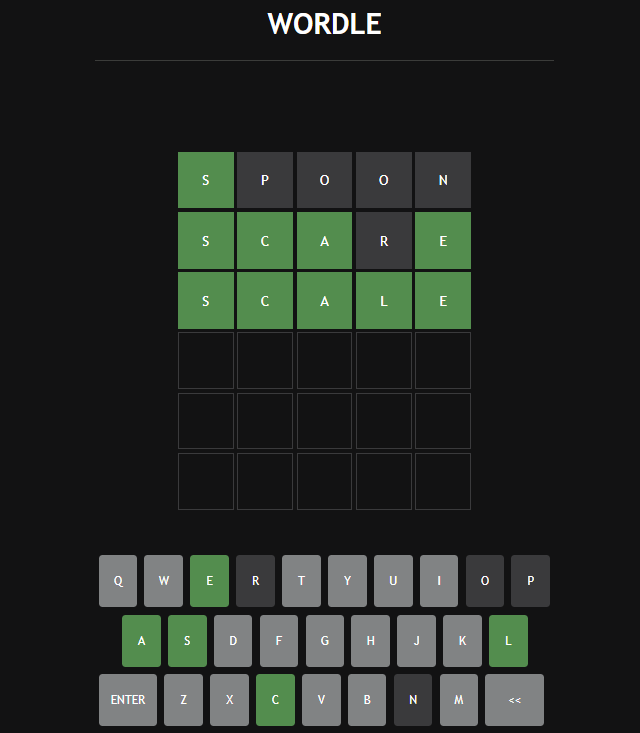 WORDLE
S P O O N
S C A R E
S C A L E
Q W E R T Y U I O P
A S D F G H J K L
ENTER Z X C V B N M <<